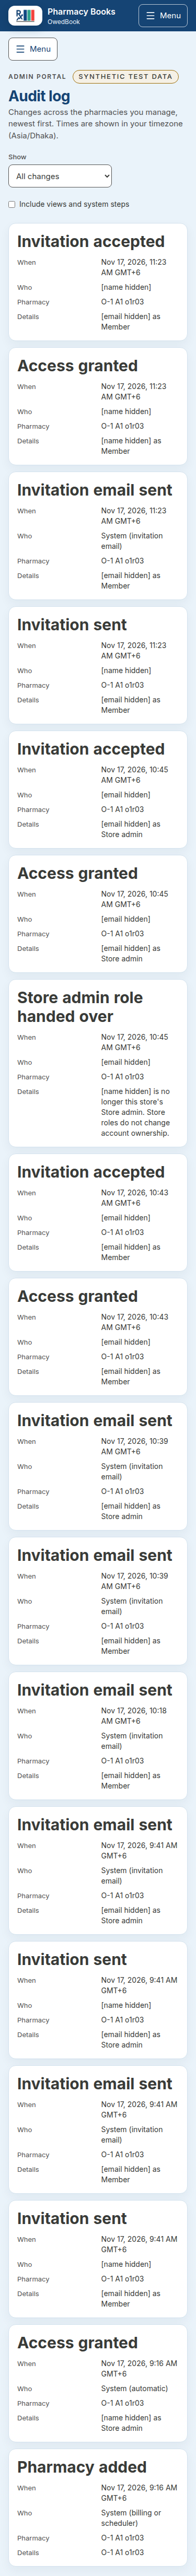 Pharmacy Books
OwedBook
Menu
Menu
ADMIN PORTAL
SYNTHETIC TEST DATA
Audit log
Changes across the pharmacies you manage,
newest first. Times are shown in your timezone
(Asia/Dhaka).
Show
All changes
Include views and system steps
Invitation accepted
When Nov 17, 2026, 11:23
AM GMT+6
Who [name hidden]
Pharmacy O-1 A1 o1r03
Details [email hidden] as
Member
Access granted
When Nov 17, 2026, 11:23
AM GMT+6
Who [name hidden]
Pharmacy O-1 A1 o1r03
Details [name hidden] as
Member
Invitation email sent
When Nov 17, 2026, 11:23
AM GMT+6
Who System (invitation
email)
Pharmacy O-1 A1 o1r03
Details [email hidden] as
Member
Invitation sent
When Nov 17, 2026, 11:23
AM GMT+6
Who [name hidden]
Pharmacy O-1 A1 o1r03
Details [email hidden] as
Member
Invitation accepted
When Nov 17, 2026, 10:45
AM GMT+6
Who [email hidden]
Pharmacy O-1 A1 o1r03
Details [email hidden] as
Store admin
Access granted
When Nov 17, 2026, 10:45
AM GMT+6
Who [email hidden]
Pharmacy O-1 A1 o1r03
Details [email hidden] as
Store admin
Store admin role
handed over
When Nov 17, 2026, 10:45
AM GMT+6
Who [email hidden]
Pharmacy O-1 A1 o1r03
Details [name hidden] is no
longer this store's
Store admin. Store
roles do not change
account ownership.
Invitation accepted
When Nov 17, 2026, 10:43
AM GMT+6
Who [email hidden]
Pharmacy O-1 A1 o1r03
Details [email hidden] as
Member
Access granted
When Nov 17, 2026, 10:43
AM GMT+6
Who [email hidden]
Pharmacy O-1 A1 o1r03
Details [email hidden] as
Member
Invitation email sent
When Nov 17, 2026, 10:39
AM GMT+6
Who System (invitation
email)
Pharmacy O-1 A1 o1r03
Details [email hidden] as
Store admin
Invitation email sent
When Nov 17, 2026, 10:39
AM GMT+6
Who System (invitation
email)
Pharmacy O-1 A1 o1r03
Details [email hidden] as
Member
Invitation email sent
When Nov 17, 2026, 10:18
AM GMT+6
Who System (invitation
email)
Pharmacy O-1 A1 o1r03
Details [email hidden] as
Member
Invitation email sent
When Nov 17, 2026, 9:41 AM
GMT+6
Who System (invitation
email)
Pharmacy O-1 A1 o1r03
Details [email hidden] as
Store admin
Invitation sent
When Nov 17, 2026, 9:41 AM
GMT+6
Who [name hidden]
Pharmacy O-1 A1 o1r03
Details [email hidden] as
Store admin
Invitation email sent
When Nov 17, 2026, 9:41 AM
GMT+6
Who System (invitation
email)
Pharmacy O-1 A1 o1r03
Details [email hidden] as
Member
Invitation sent
When Nov 17, 2026, 9:41 AM
GMT+6
Who [name hidden]
Pharmacy O-1 A1 o1r03
Details [email hidden] as
Member
Access granted
When Nov 17, 2026, 9:16 AM
GMT+6
Who System (automatic)
Pharmacy O-1 A1 o1r03
Details [name hidden] as
Store admin
Pharmacy added
When Nov 17, 2026, 9:16 AM
GMT+6
Who System (billing or
scheduler)
Pharmacy O-1 A1 o1r03
Details O-1 A1 o1r03